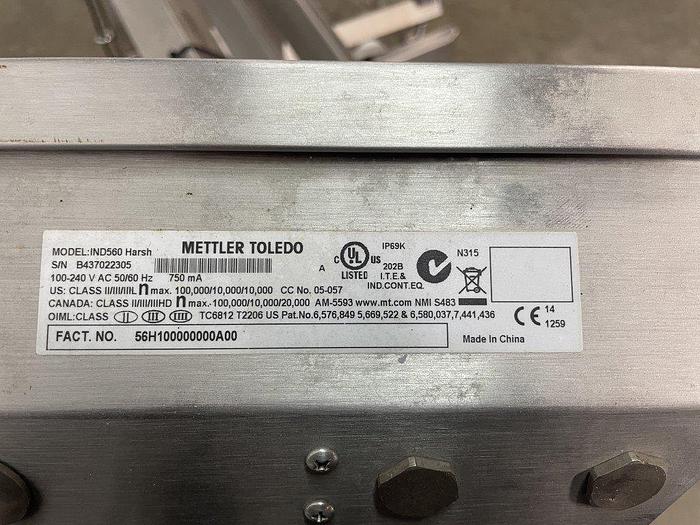 MODEL:IND560 Harsh METTLER TOLEDO
S/N B437022305
100-240 V AC 50/60 Hz 750 mA
US: CLASS II/III/IIIL n max. 100,000/10,000/10,000 CC No. 05-057
CANADA: CLASS II/III/IIIHD n max.- 100,000/10,000/20,000 AM-5593 www.mt.com NMI S483
OIML:CLASS II III IIII TC6812 T2206 US Pat.No.6,576,849 5,669,522 & 6,580,037,7,441,436
FACT. NO. 56H100000000A00
A
C UL US
LISTED
IP69K
202B
I.T.E.&
IND.CONT.EQ.
N315
CE 14
1259
Made In China